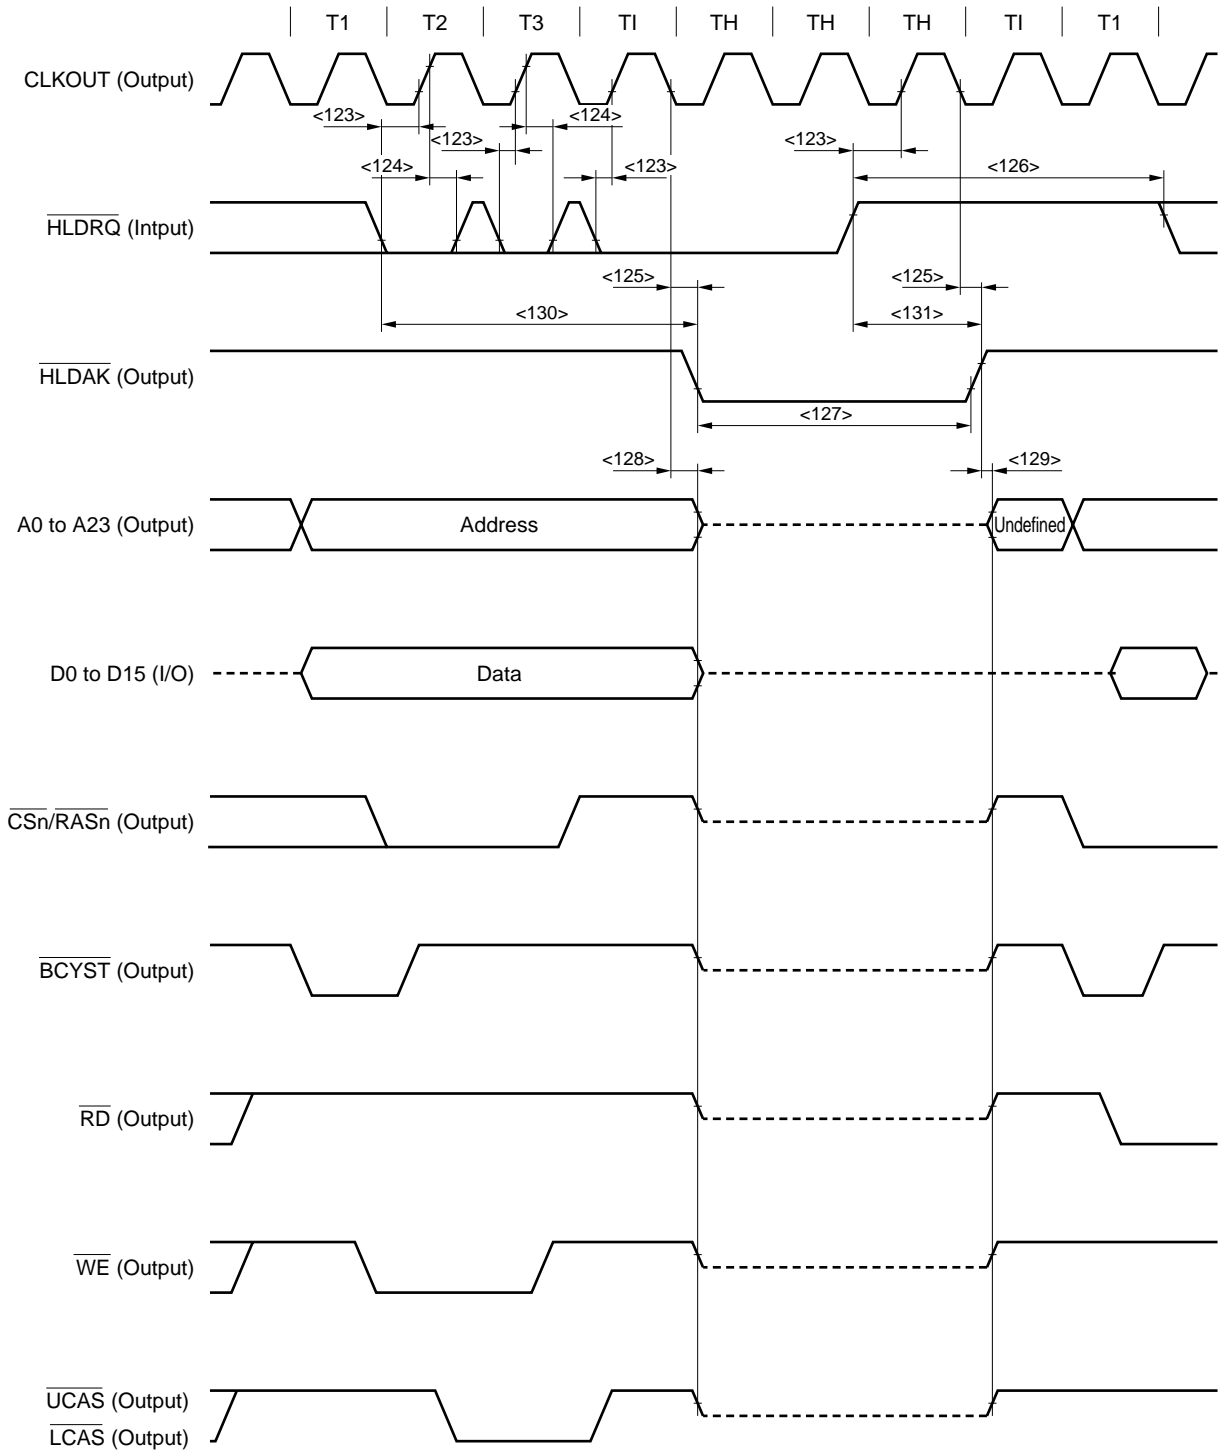 T1 T2 T3 TI TH TH TH TI T1
CLKOUT (Output)
<123> <124>
<123> <123>
<124> <123> <126>
HLDRQ (Intput)
<125> <125>
<130> <131>
HLDAK (Output)
<127>
<128> <129>
A0 to A23 (Output) Address Undefined
D0 to D15 (I/O) Data
CSn/RASn (Output)
BCYST (Output)
RD (Output)
WE (Output)
UCAS (Output)
LCAS (Output)